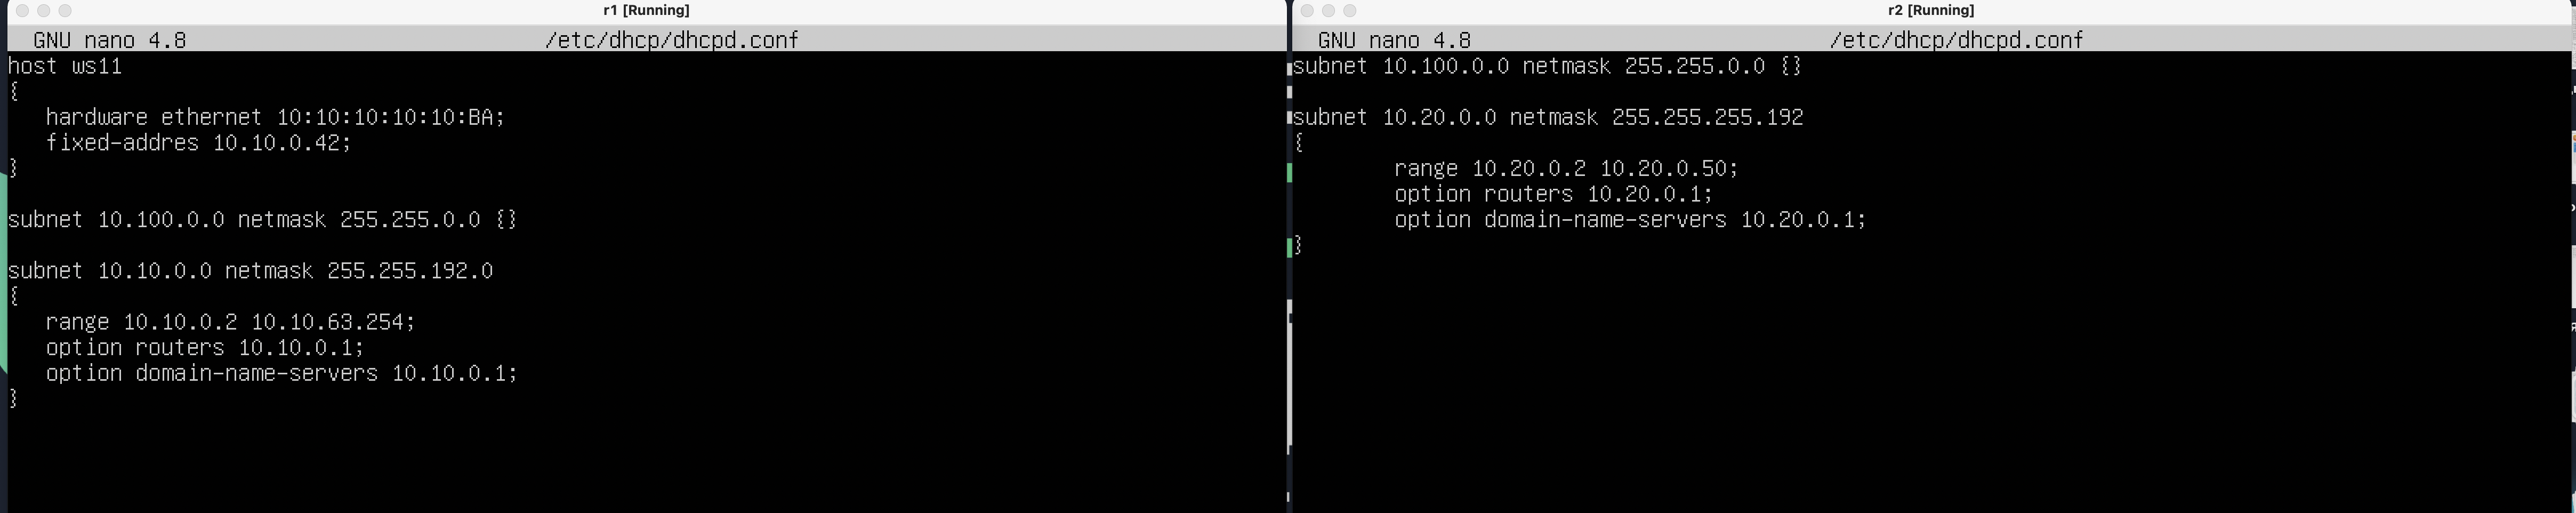 r1 [Running]
GNU nano 4.8 /etc/dhcp/dhcpd.conf
host ws11
{
hardware ethernet 10:10:10:10:10:BA;
fixed-addres 10.10.0.42;
}
subnet 10.100.0.0 netmask 255.255.0.0 {}
subnet 10.10.0.0 netmask 255.255.192.0
{
range 10.10.0.2 10.10.63.254;
option routers 10.10.0.1;
option domain-name-servers 10.10.0.1;
}
r2 [Running]
GNU nano 4.8 /etc/dhcp/dhcpd.conf
subnet 10.100.0.0 netmask 255.255.0.0 {}
subnet 10.20.0.0 netmask 255.255.255.192
{
range 10.20.0.2 10.20.0.50;
option routers 10.20.0.1;
option domain-name-servers 10.20.0.1;
}